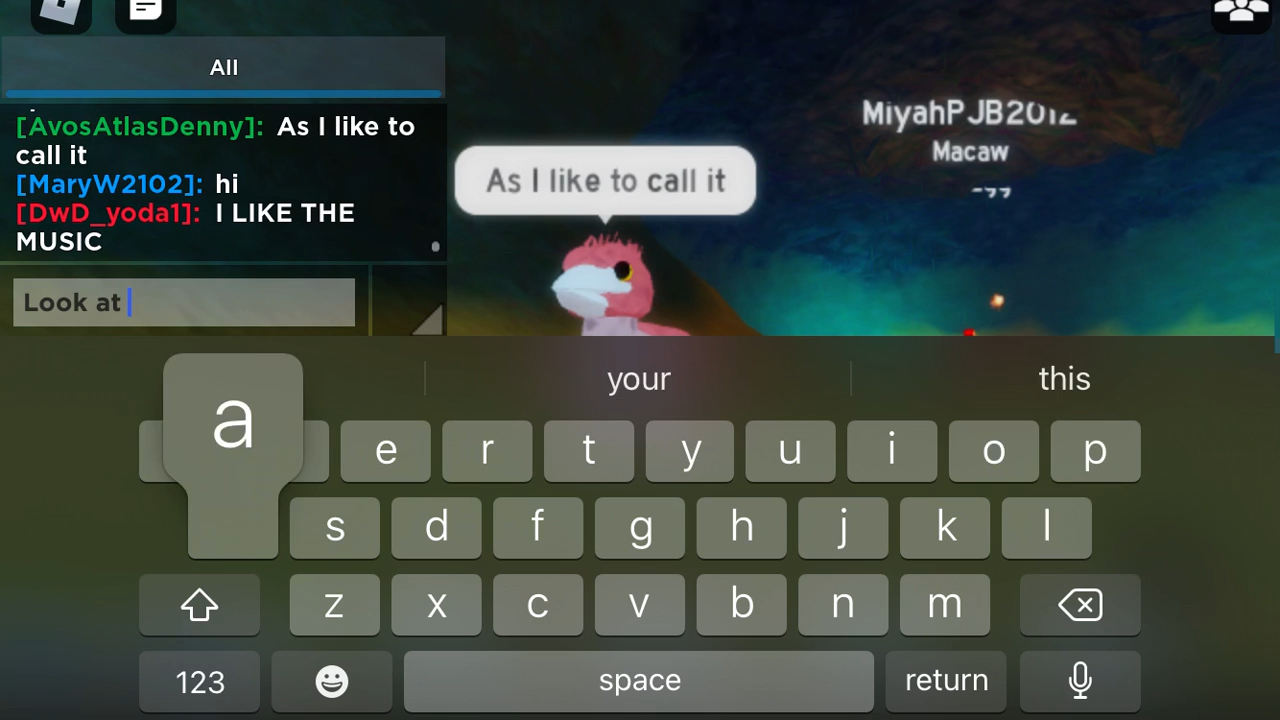 All
[AvosAtlasDenny]: As I like to
call it
[MaryW2102]: hi
[DwD_yoda1]: I LIKE THE
MUSIC
Look at
As I like to call it
MiyahPJB2012
Macaw
your this
a
e r t y u i o p
s d f g h j k l
z x c v b n m
123 space return